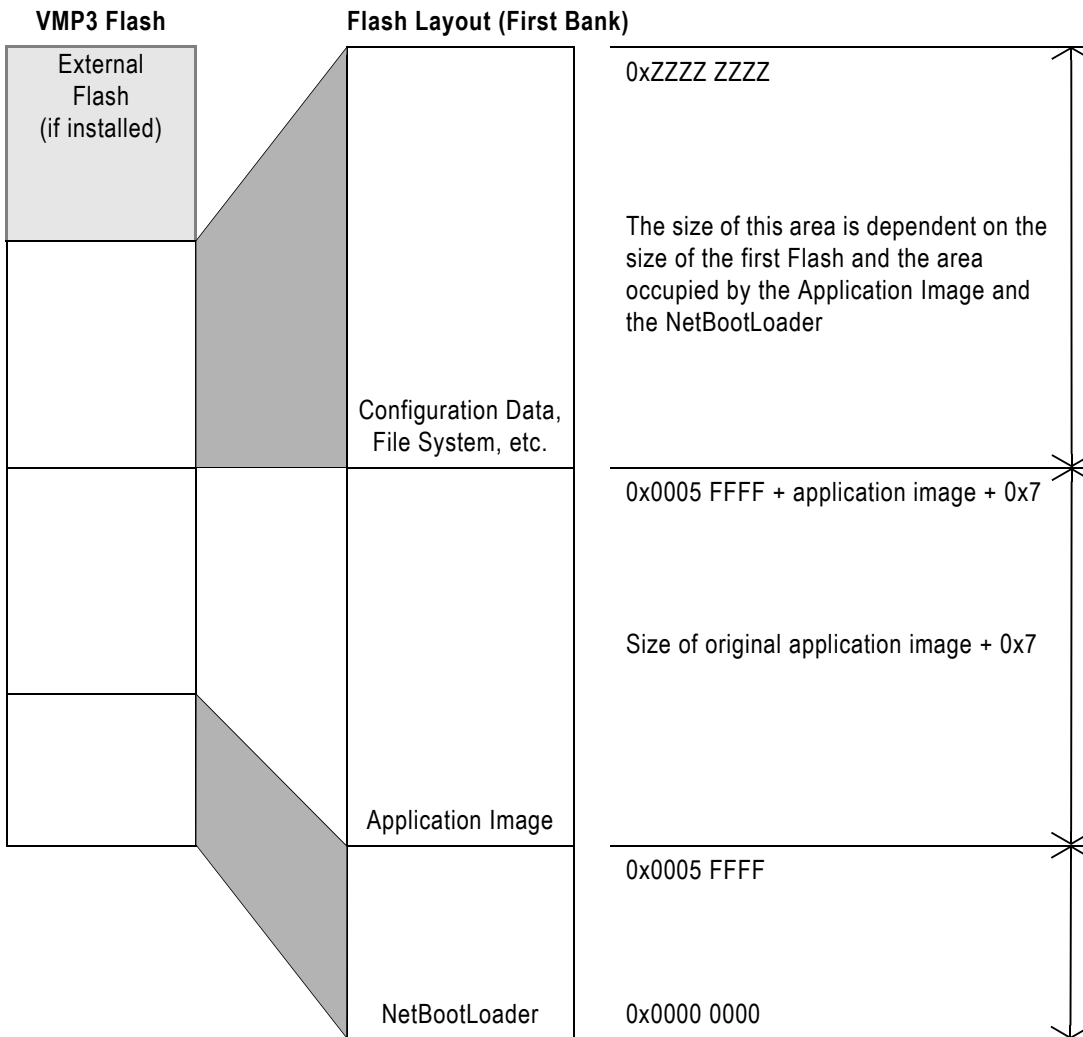 VMP3 Flash
Flash Layout (First Bank)
External
Flash
(if installed)
0xZZZZ ZZZZ
The size of this area is dependent on the
size of the first Flash and the area
occupied by the Application Image and
the NetBootLoader
Configuration Data,
File System, etc.
0x0005 FFFF + application image + 0x7
Size of original application image + 0x7
Application Image
0x0005 FFFF
NetBootLoader
0x0000 0000